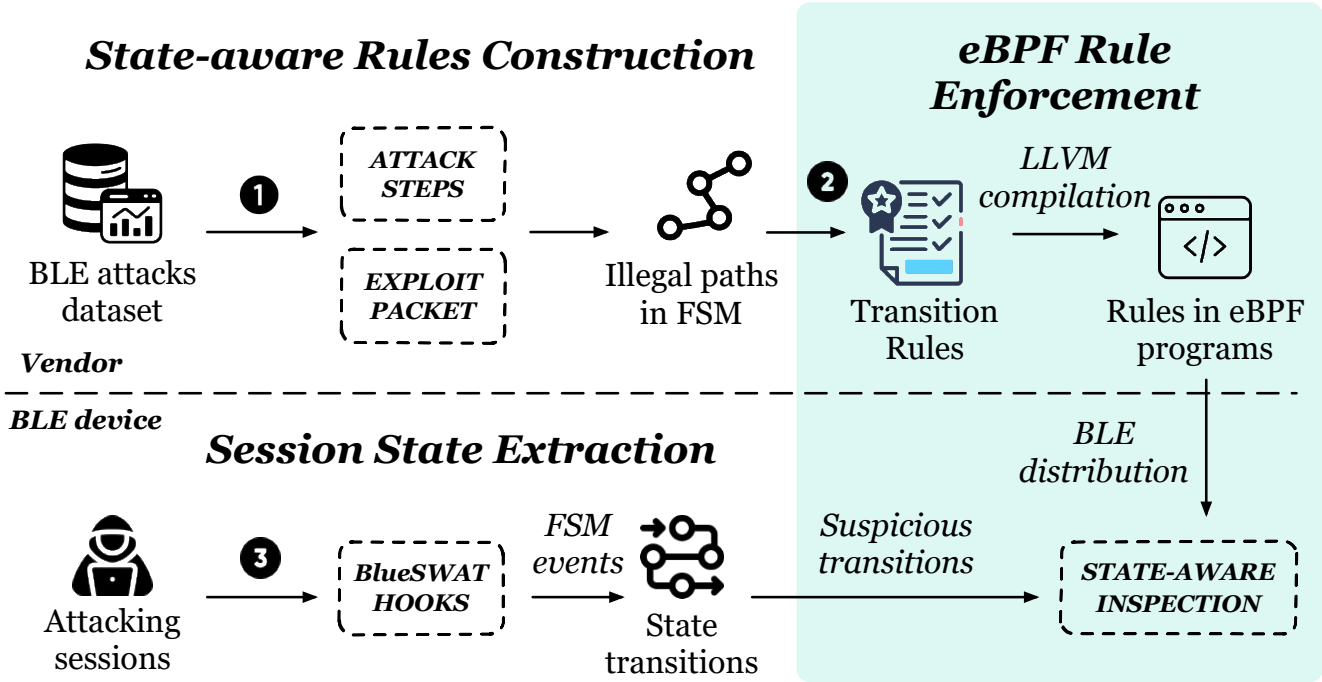 State-aware Rules Construction
eBPF Rule
Enforcement
1
ATTACK
STEPS
EXPLOIT
PACKET
BLE attacks
dataset
Illegal paths
in FSM
2
LLVM
compilation
</>
Transition
Rules
Rules in eBPF
programs
Vendor
BLE device
Session State Extraction
BLE
distribution
3
BlueSWAT
HOOKS
FSM
events
Suspicious
transitions
STATE-AWARE
INSPECTION
Attacking
sessions
State
transitions